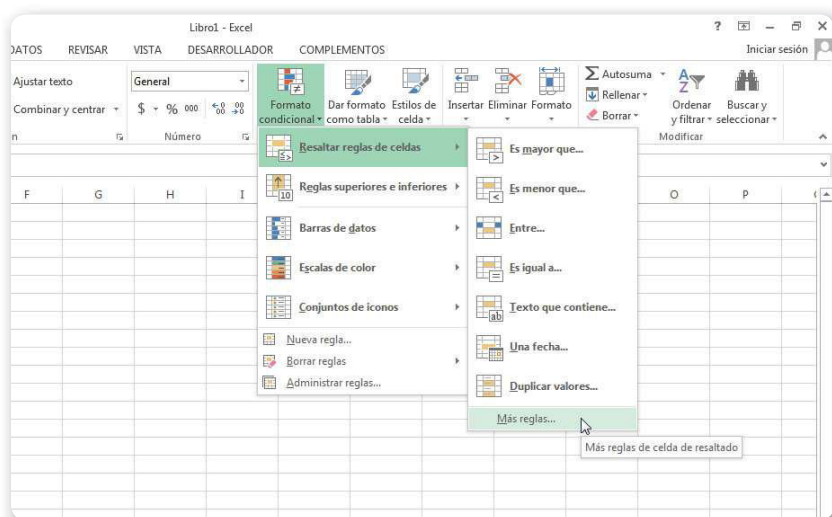 Libro1 - Excel
?
DATOS REVISAR VISTA DESARROLLADOR COMPLEMENTOS Iniciar sesión
Ajustar texto
Combinar y centrar
General
$ % 000
Número
Formato condicional
Dar formato como tabla
Estilos de celda
Insertar Eliminar Formato
Autosuma
Rellenar
Borrar
Ordenar y filtrar
Buscar y seleccionar
Modificar
Resaltar reglas de celdas
Reglas superiores e inferiores
Barras de datos
Escalas de color
Conjuntos de iconos
Nueva regla...
Borrar reglas
Administrar reglas...
Es mayor que...
Es menor que...
Entre...
Es igual a...
Texto que contiene...
Una fecha...
Duplicar valores...
Más reglas...
Más reglas de celda de resaltado
F G H I O P